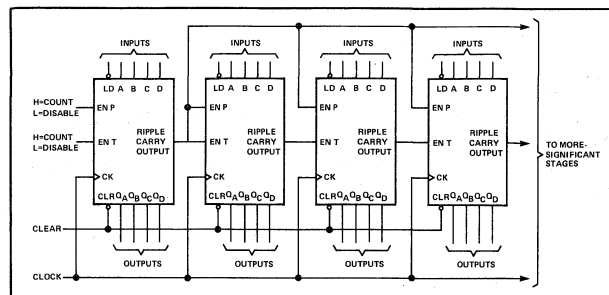 INPUTS INPUTS INPUTS INPUTS
LD A B C D LD A B C D LD A B C D LD A B C D
H=COUNT
L=DISABLE
EN P EN P EN P EN P
H=COUNT
L=DISABLE
EN T RIPPLE CARRY OUTPUT
EN T RIPPLE CARRY OUTPUT
EN T RIPPLE CARRY OUTPUT
EN T RIPPLE CARRY OUTPUT
TO MORE-
SIGNIFICANT
STAGES
CK CK CK CK
CLR QA QB QC QD CLR QA QB QC QD CLR QA QB QC QD CLR QA QB QC QD
CLEAR
OUTPUTS OUTPUTS OUTPUTS OUTPUTS
CLOCK